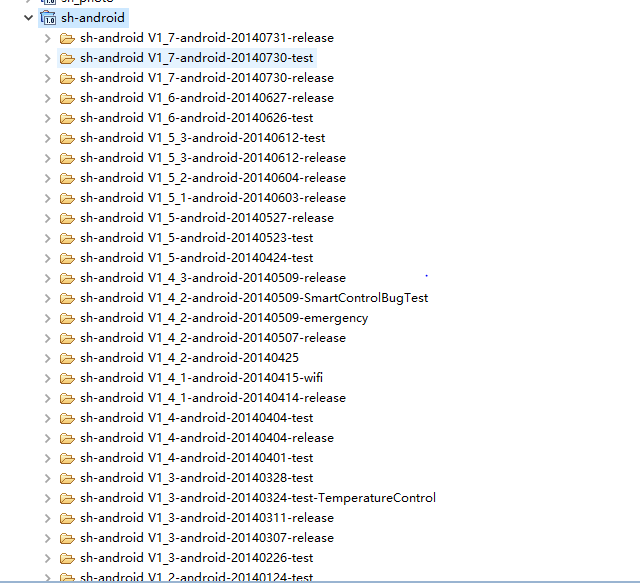 sh_photo
sh-android
sh-android V1_7-android-20140731-release
sh-android V1_7-android-20140730-test
sh-android V1_7-android-20140730-release
sh-android V1_6-android-20140627-release
sh-android V1_6-android-20140626-test
sh-android V1_5_3-android-20140612-test
sh-android V1_5_3-android-20140612-release
sh-android V1_5_2-android-20140604-release
sh-android V1_5_1-android-20140603-release
sh-android V1_5-android-20140527-release
sh-android V1_5-android-20140523-test
sh-android V1_5-android-20140424-test
sh-android V1_4_3-android-20140509-release
sh-android V1_4_2-android-20140509-SmartControlBugTest
sh-android V1_4_2-android-20140509-emergency
sh-android V1_4_2-android-20140507-release
sh-android V1_4_2-android-20140425
sh-android V1_4_1-android-20140415-wifi
sh-android V1_4_1-android-20140414-release
sh-android V1_4-android-20140404-test
sh-android V1_4-android-20140404-release
sh-android V1_4-android-20140401-test
sh-android V1_3-android-20140328-test
sh-android V1_3-android-20140324-test-TemperatureControl
sh-android V1_3-android-20140311-release
sh-android V1_3-android-20140307-release
sh-android V1_3-android-20140226-test
sh-android V1_2-android-20140124-test